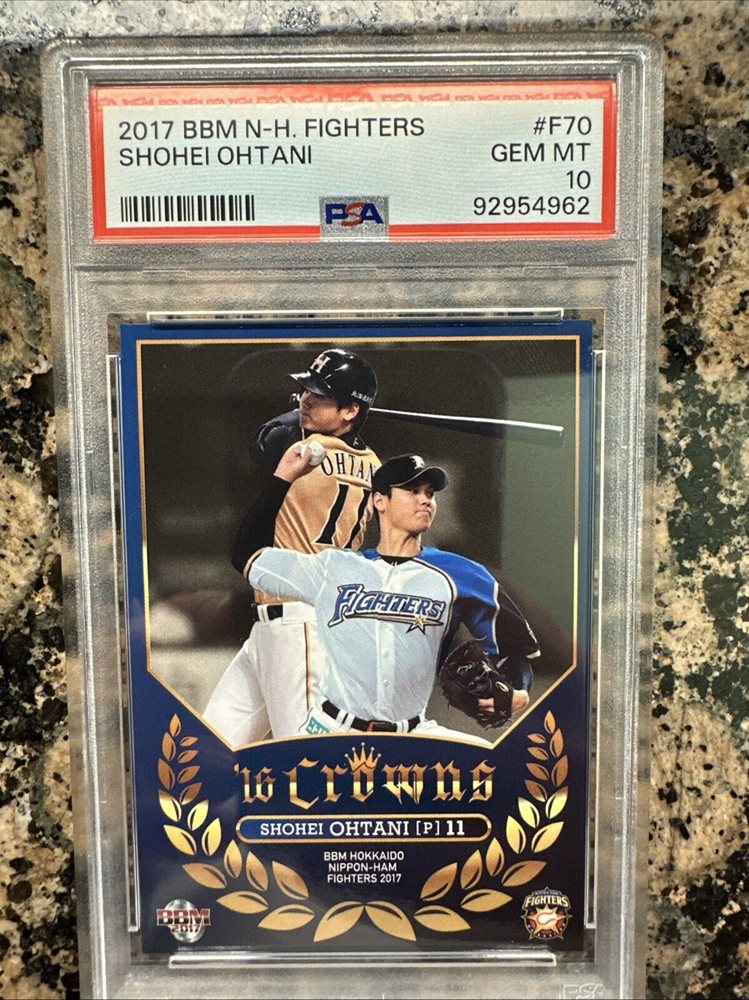 2017 BBM N-H. FIGHTERS #F70
SHOHEI OHTANI GEM MT
10
PSA 92954962
H
OHTANI
11
FIGHTERS
'16 Crowns
SHOHEI OHTANI [P] 11
BBM HOKKAIDO
NIPPON-HAM
FIGHTERS 2017
BBM
2017
FIGHTERS